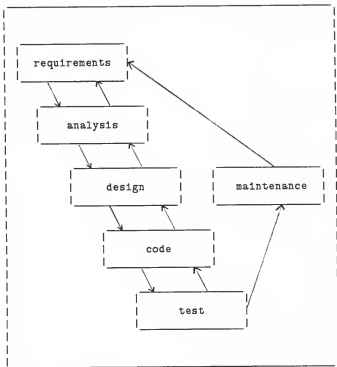 requirements
analysis
design
maintenance
code
test